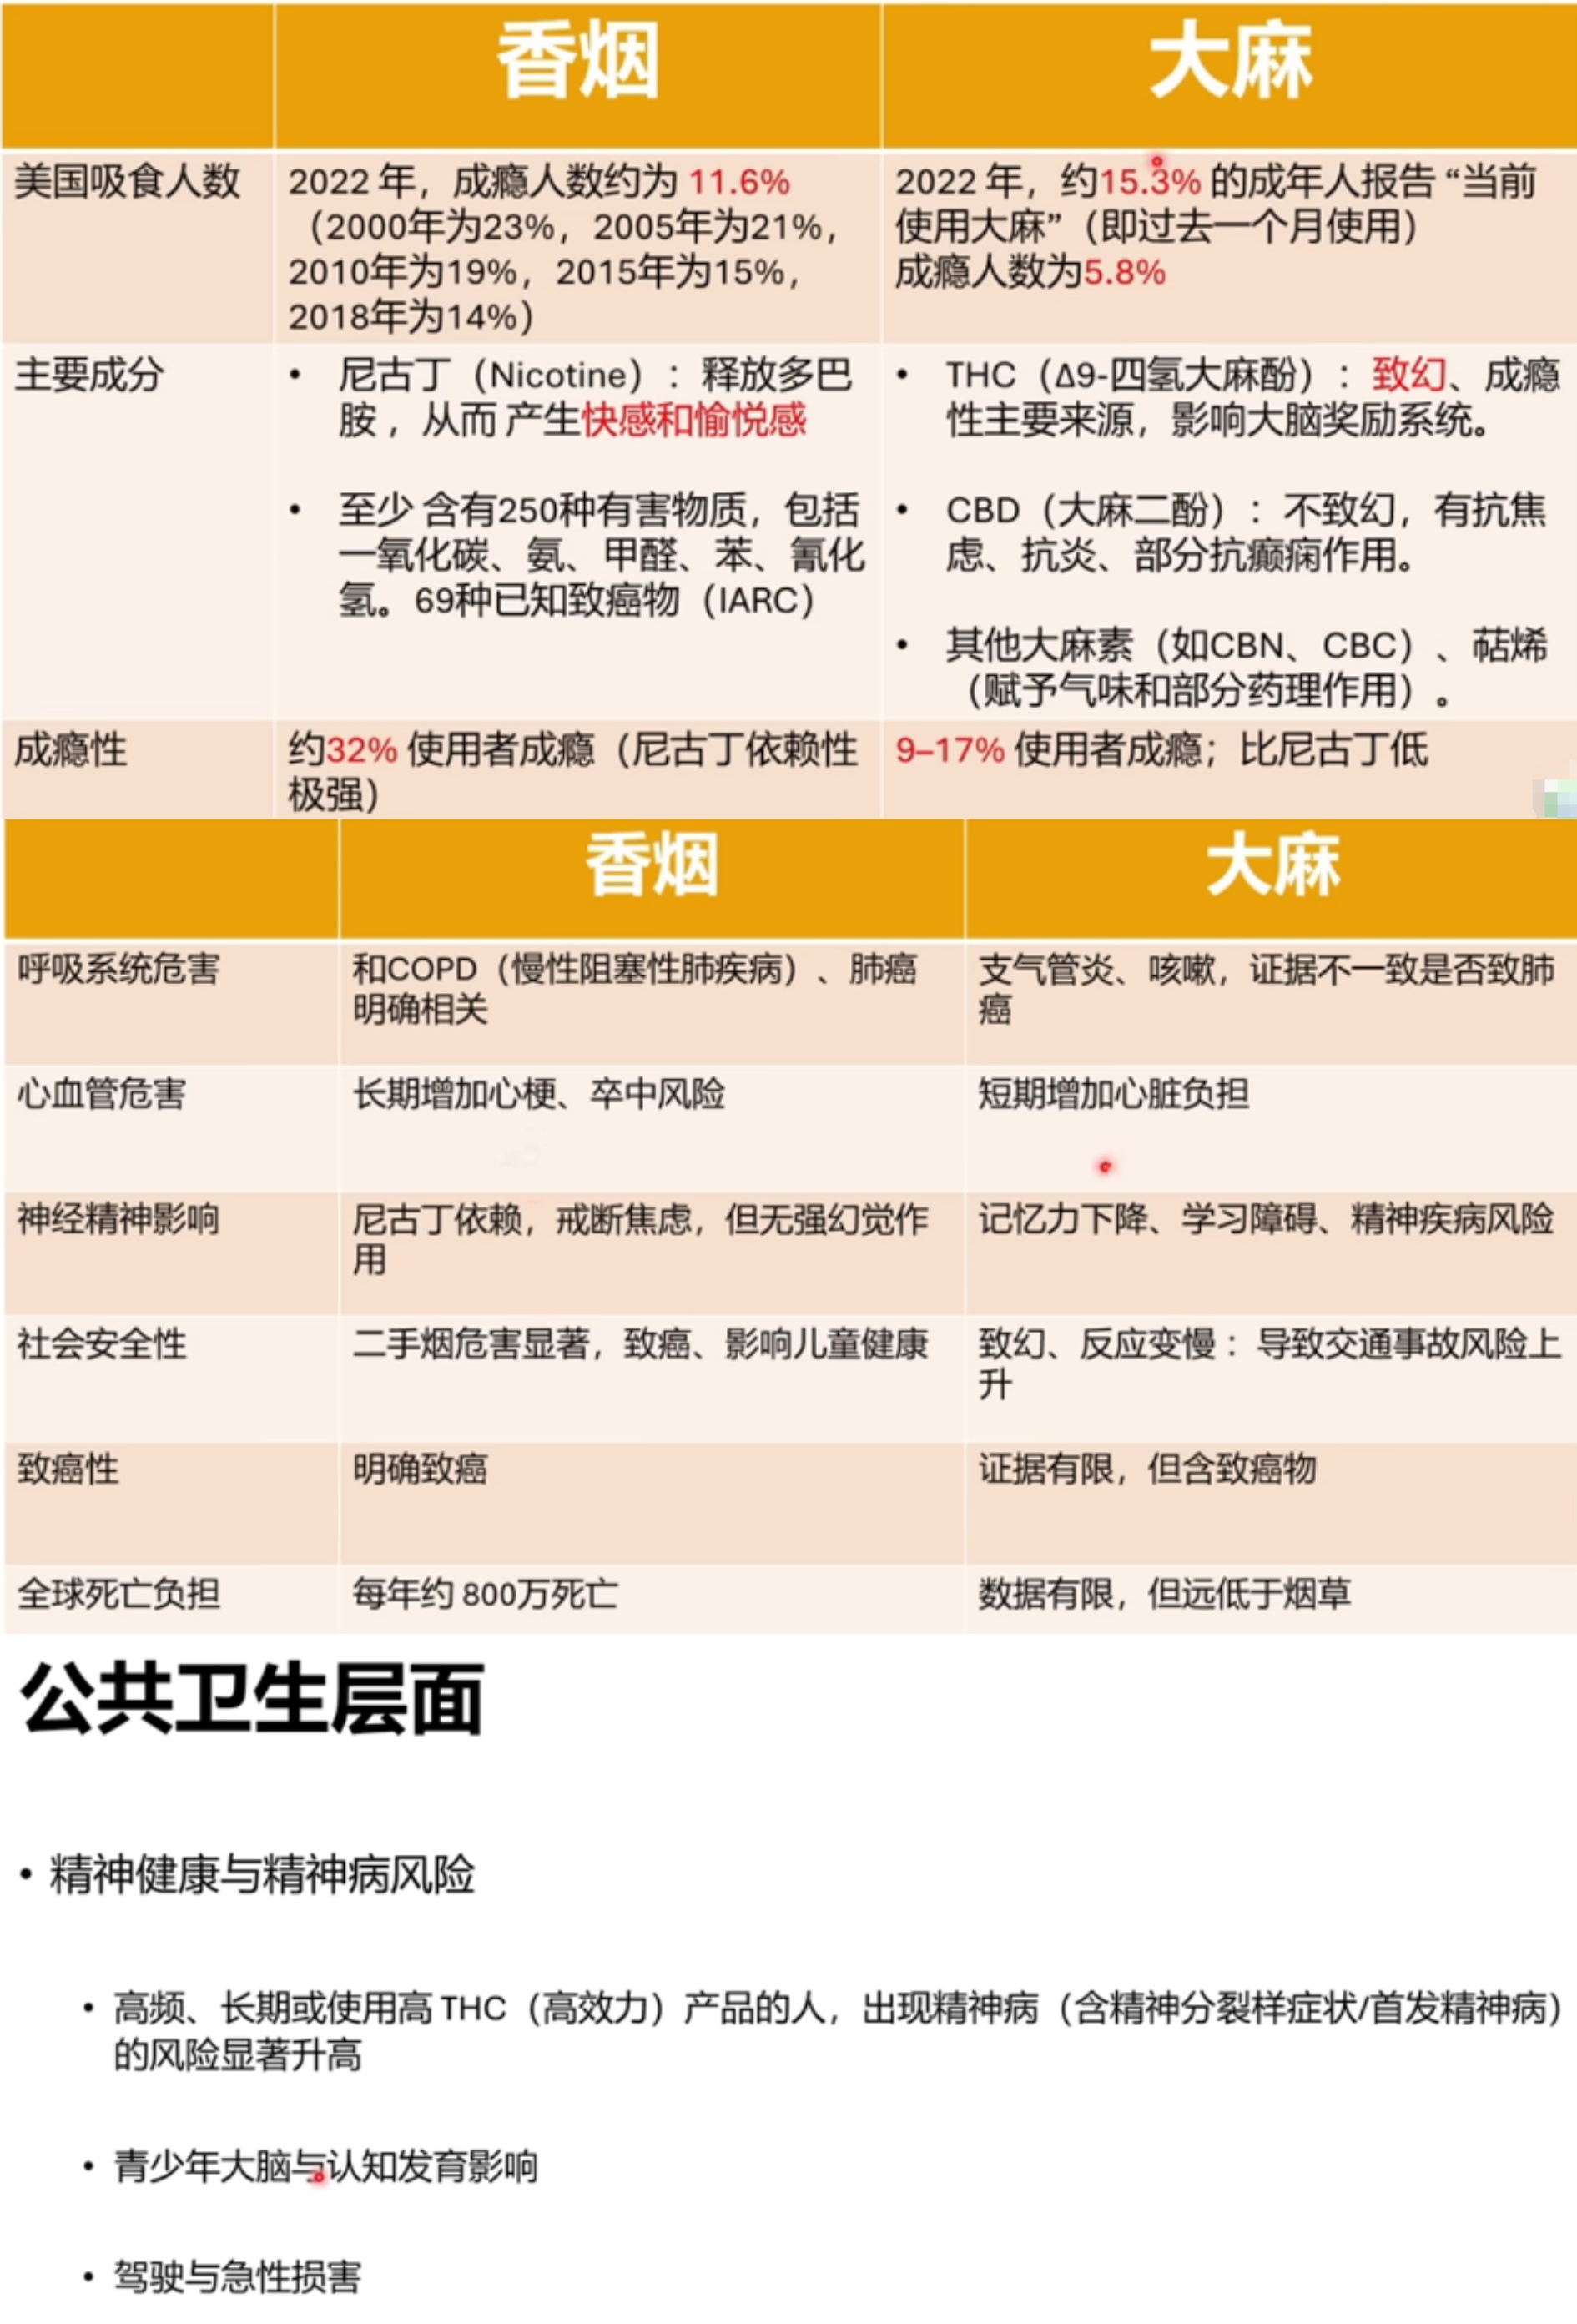 香烟
大麻
美国吸食人数
2022 年，成瘾人数约为 11.6%
（2000年为23%，2005年为21%，
2010年为19%，2015年为15%，
2018年为14%）
2022 年，约15.3% 的成年人报告 “当前
使用大麻”（即过去一个月使用）
成瘾人数为5.8%
主要成分
• 尼古丁（Nicotine）：释放多巴
胺，从而 产生快感和愉悦感
• 至少 含有250种有害物质，包括
一氧化碳、氨、甲醛、苯、氰化
氢。69种已知致癌物（IARC）
• THC（Δ9-四氢大麻酚）：致幻、成瘾
性主要来源，影响大脑奖励系统。
• CBD（大麻二酚）：不致幻，有抗焦
虑、抗炎、部分抗癫痫作用。
• 其他大麻素（如CBN、CBC）、萜烯
（赋予气味和部分药理作用）。
成瘾性
约32% 使用者成瘾（尼古丁依赖性
极强）
9–17% 使用者成瘾；比尼古丁低
香烟
大麻
呼吸系统危害
和COPD（慢性阻塞性肺疾病）、肺癌
明确相关
支气管炎、咳嗽，证据不一致是否致肺
癌
心血管危害
长期增加心梗、卒中风险
短期增加心脏负担
神经精神影响
尼古丁依赖，戒断焦虑，但无强幻觉作
用
记忆力下降、学习障碍、精神疾病风险
社会安全性
二手烟危害显著，致癌、影响儿童健康
致幻、反应变慢：导致交通事故风险上
升
致癌性
明确致癌
证据有限，但含致癌物
全球死亡负担
每年约 800万死亡
数据有限，但远低于烟草
公共卫生层面
• 精神健康与精神病风险
• 高频、长期或使用高 THC（高效力）产品的人，出现精神病（含精神分裂样症状/首发精神病）
的风险显著升高
• 青少年大脑与认知发育影响
• 驾驶与急性损害